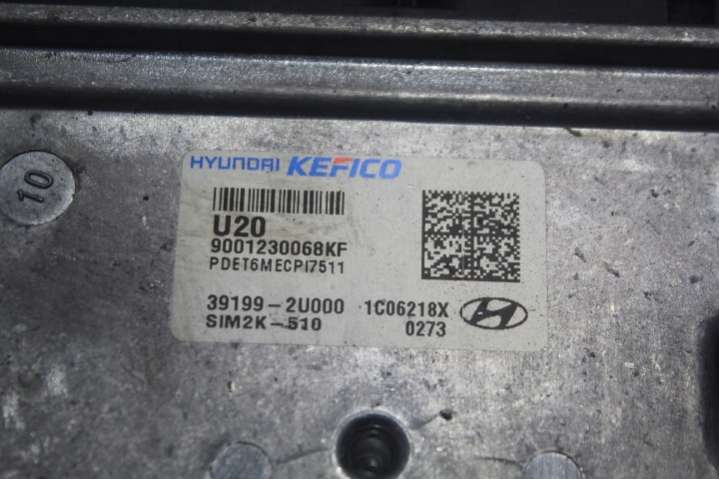 10
HYUNDAI KEFICO
U20
9001230068KF
PDET6MECPI7511
39199-2U000 1C06218X
SIM2K-510 0273